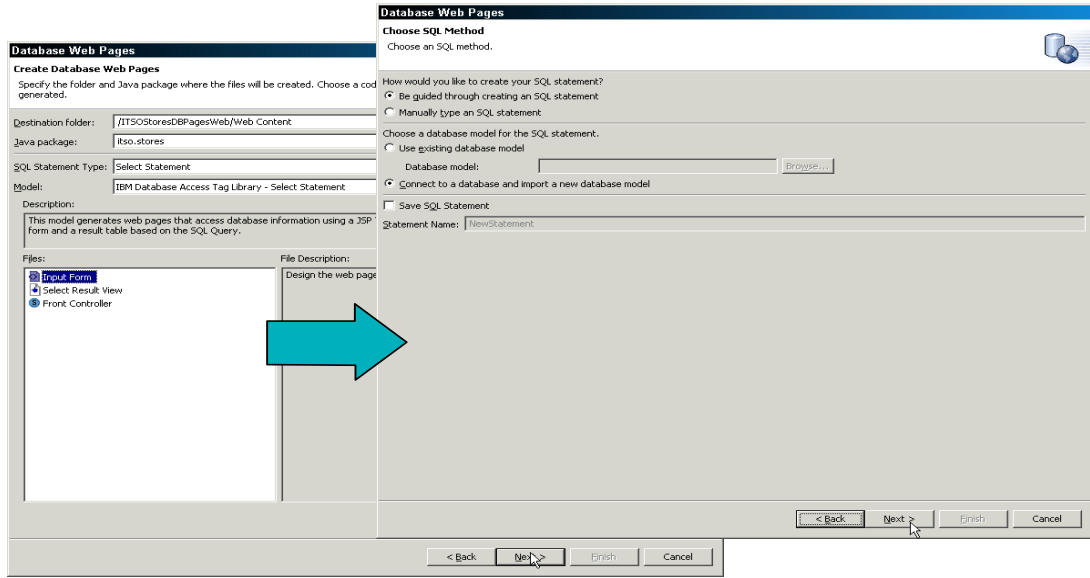 Database Web Pages
Create Database Web Pages
Specify the folder and Java package where the files will be created. Choose a cod
generated.
Destination folder: /ITSOStoresDBPagesWeb/Web Content
Java package: itso.stores
SQL Statement Type: Select Statement
Model: IBM Database Access Tag Library - Select Statement
Description:
This model generates web pages that access database information using a JSP
form and a result table based on the SQL Query.
Files:
Input Form
Select Result View
Front Controller
File Description:
Design the web page
< Back Next > Finish Cancel
Database Web Pages
Choose SQL Method
Choose an SQL method.
How would you like to create your SQL statement?
Be guided through creating an SQL statement
Manually type an SQL statement
Choose a database model for the SQL statement.
Use existing database model
Database model: Browse...
Connect to a database and import a new database model
Save SQL Statement
Statement Name: NewStatement
< Back Next > Finish Cancel